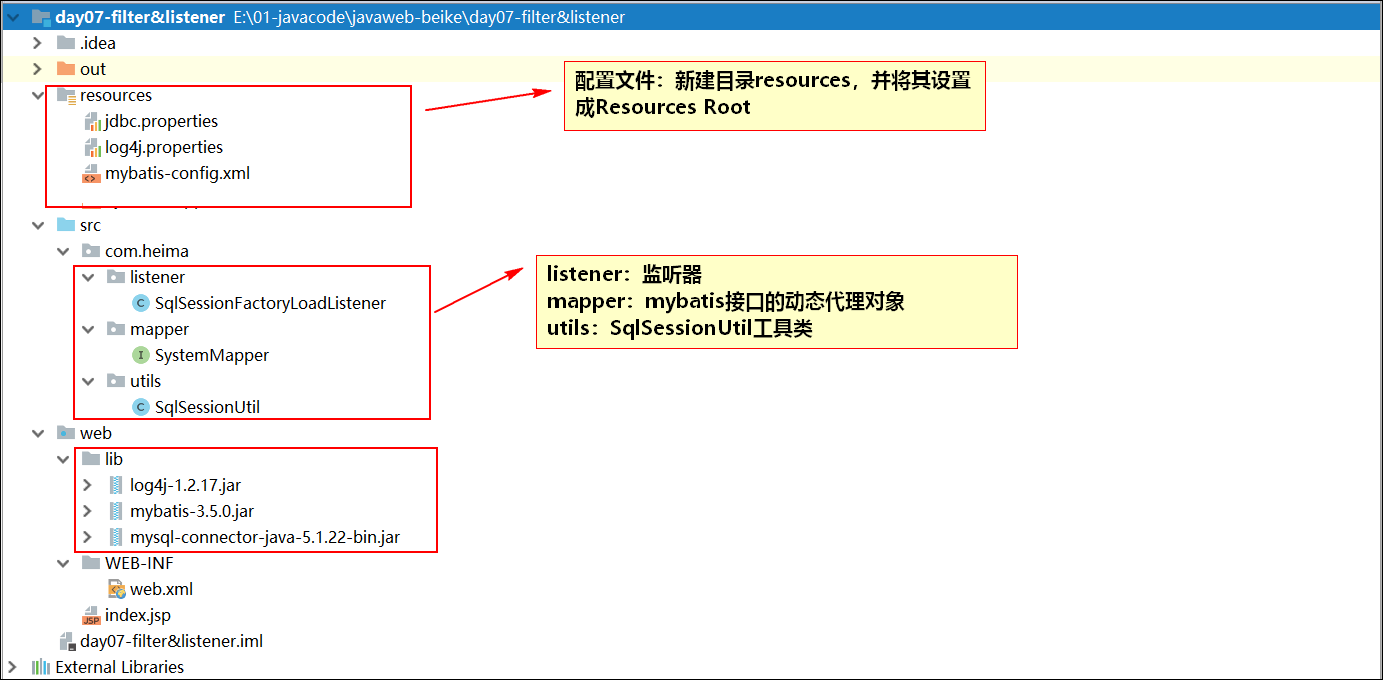 day07-filter&listener E:\01-javacode\javaweb-beike\day07-filter&listener
.idea
out
resources
jdbc.properties
log4j.properties
mybatis-config.xml
配置文件：新建目录resources，并将其设置
成Resources Root
src
com.heima
listener
SqlSessionFactoryLoadListener
mapper
SystemMapper
utils
SqlSessionUtil
listener：监听器
mapper：mybatis接口的动态代理对象
utils：SqlSessionUtil工具类
web
lib
log4j-1.2.17.jar
mybatis-3.5.0.jar
mysql-connector-java-5.1.22-bin.jar
WEB-INF
web.xml
index.jsp
day07-filter&listener.iml
External Libraries